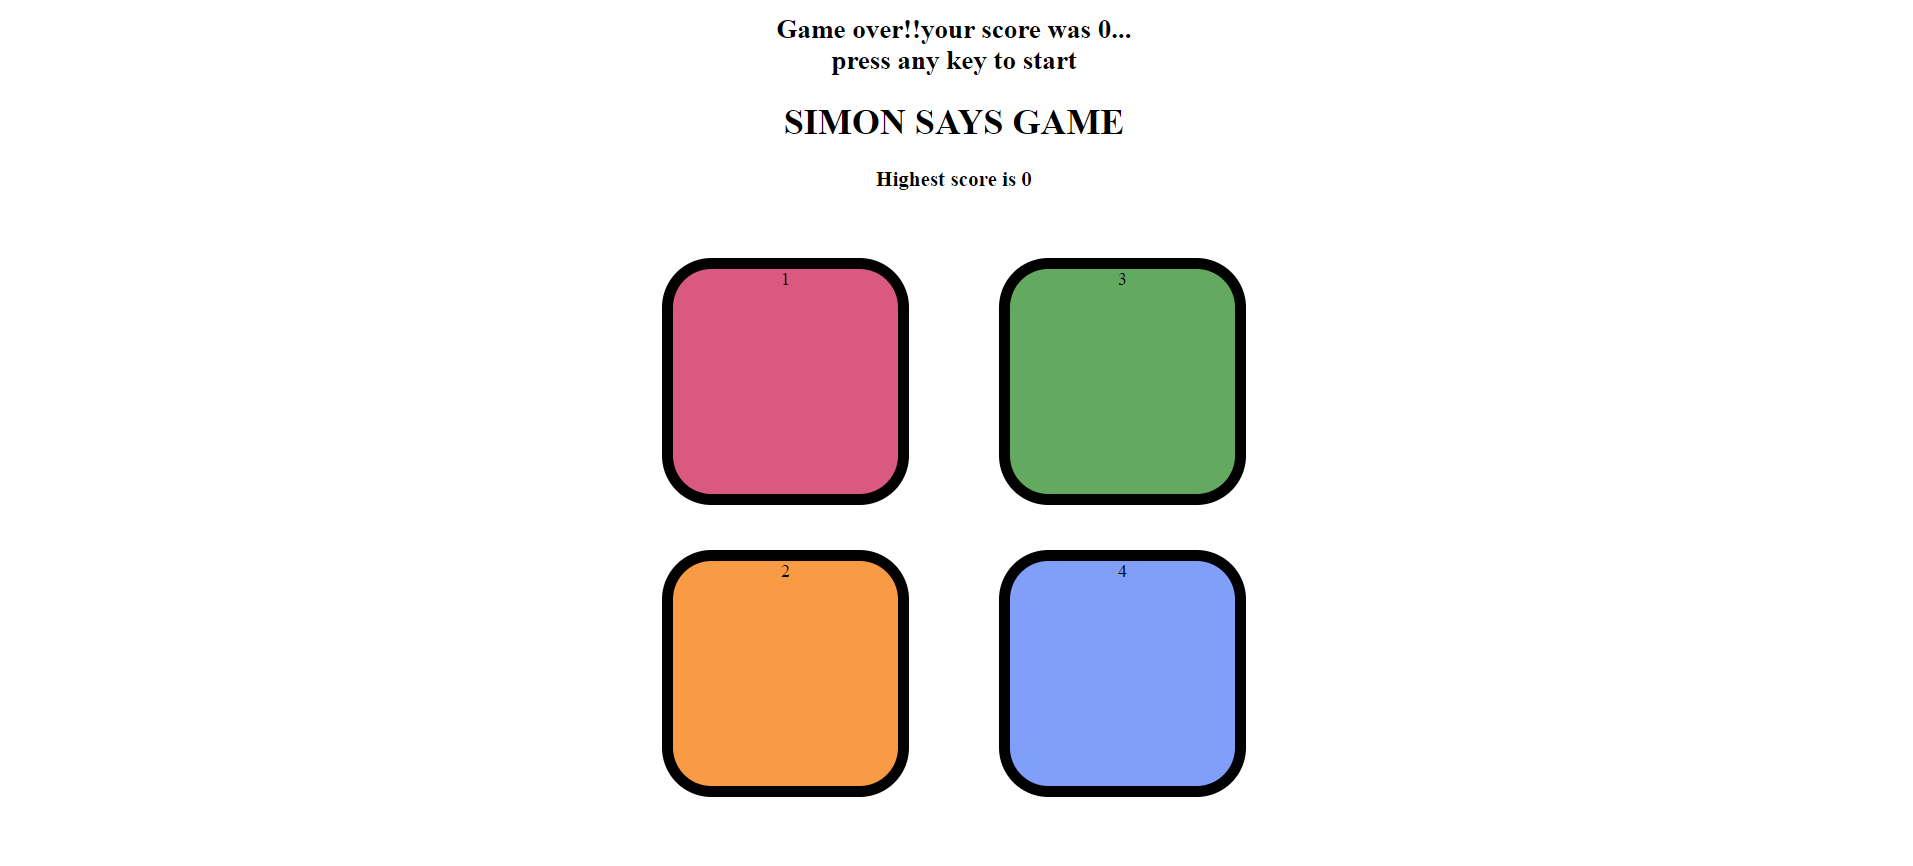 Game over!!your score was 0...
press any key to start
SIMON SAYS GAME
Highest score is 0
1
3
2
4